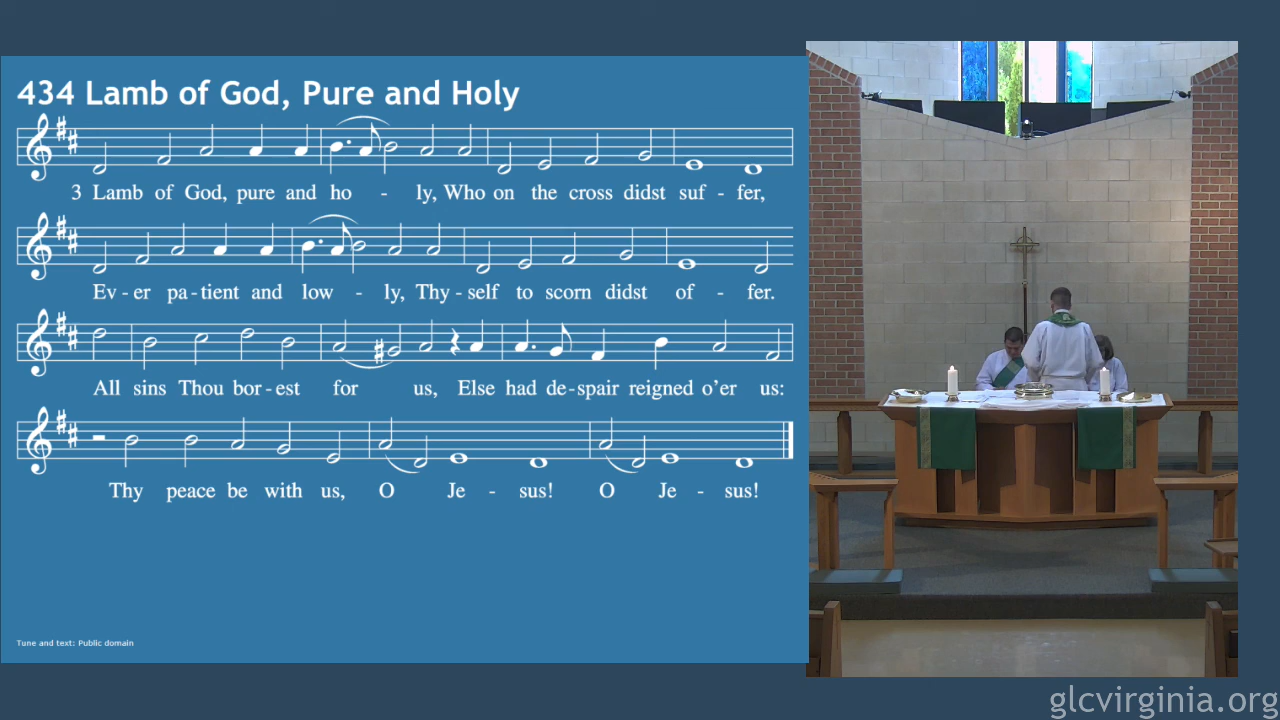 434 Lamb of God, Pure and Holy
3 Lamb of God, pure and ho - ly, Who on the cross didst suf - fer,
Ev - er pa - tient and low - ly, Thy - self to scorn didst of - fer.
All sins Thou bor - est for us, Else had de - spair reigned o'er us:
Thy peace be with us, O Je - sus! O Je - sus!
Tune and text: Public domain
glcvirginia.org